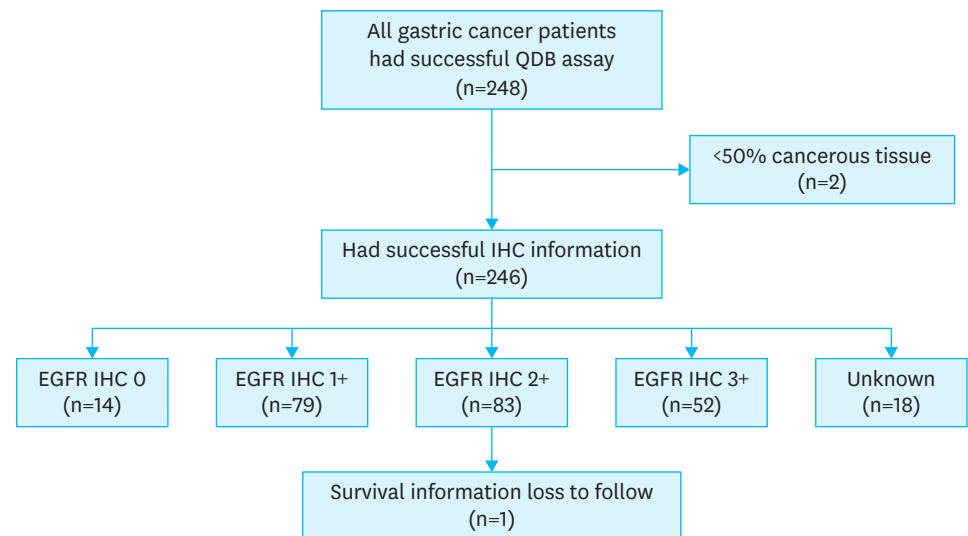 All gastric cancer patients
had successful QDB assay
(n=248)
<50% cancerous tissue
(n=2)
Had successful IHC information
(n=246)
EGFR IHC 0
(n=14)
EGFR IHC 1+
(n=79)
EGFR IHC 2+
(n=83)
EGFR IHC 3+
(n=52)
Unknown
(n=18)
Survival information loss to follow
(n=1)